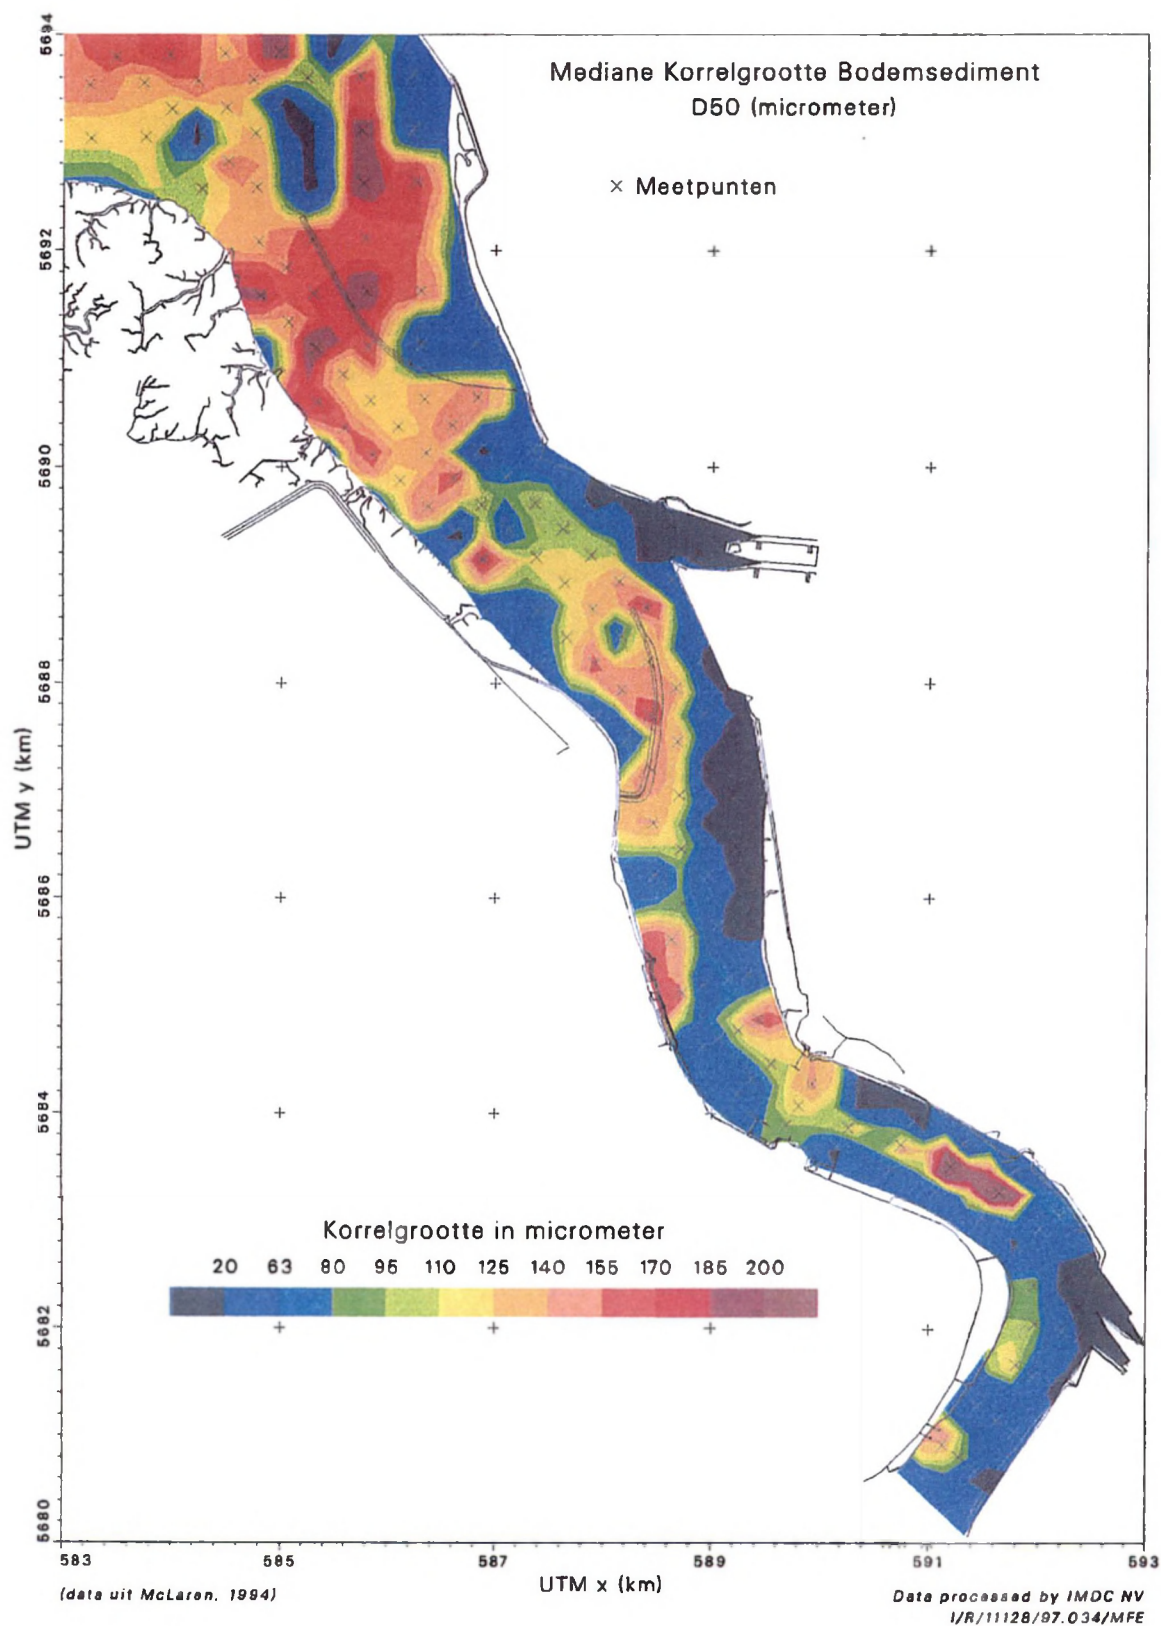 Mediane Korrelgrootte Bodemsediment
D50 (micrometer)
× Meetpunten
5694
5692
5690
5688
5686
5684
5682
5680
UTM y (km)
Korrelgrootte in micrometer
20 63 80 95 110 125 140 155 170 185 200
583 585 587 589 591 593
UTM x (km)
(data uit McLaren, 1994)
Data processed by IMDC NV
I/R/11128/97.034/MFE